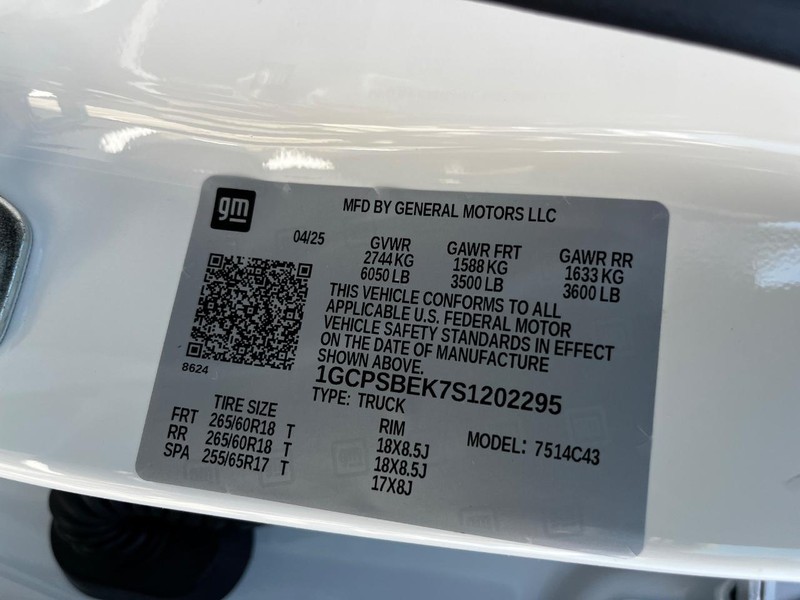 gm
MFD BY GENERAL MOTORS LLC
04/25
GVWR
2744 KG
6050 LB
GAWR FRT
1588 KG
3500 LB
GAWR RR
1633 KG
3600 LB
THIS VEHICLE CONFORMS TO ALL
APPLICABLE U.S. FEDERAL MOTOR
VEHICLE SAFETY STANDARDS IN EFFECT
ON THE DATE OF MANUFACTURE
SHOWN ABOVE.
8624
1GCPSBEK7S1202295
TYPE: TRUCK
MODEL: 7514C43
TIRE SIZE RIM
FRT 265/60R18 T 18X8.5J
RR 265/60R18 T 18X8.5J
SPA 255/65R17 T 17X8J